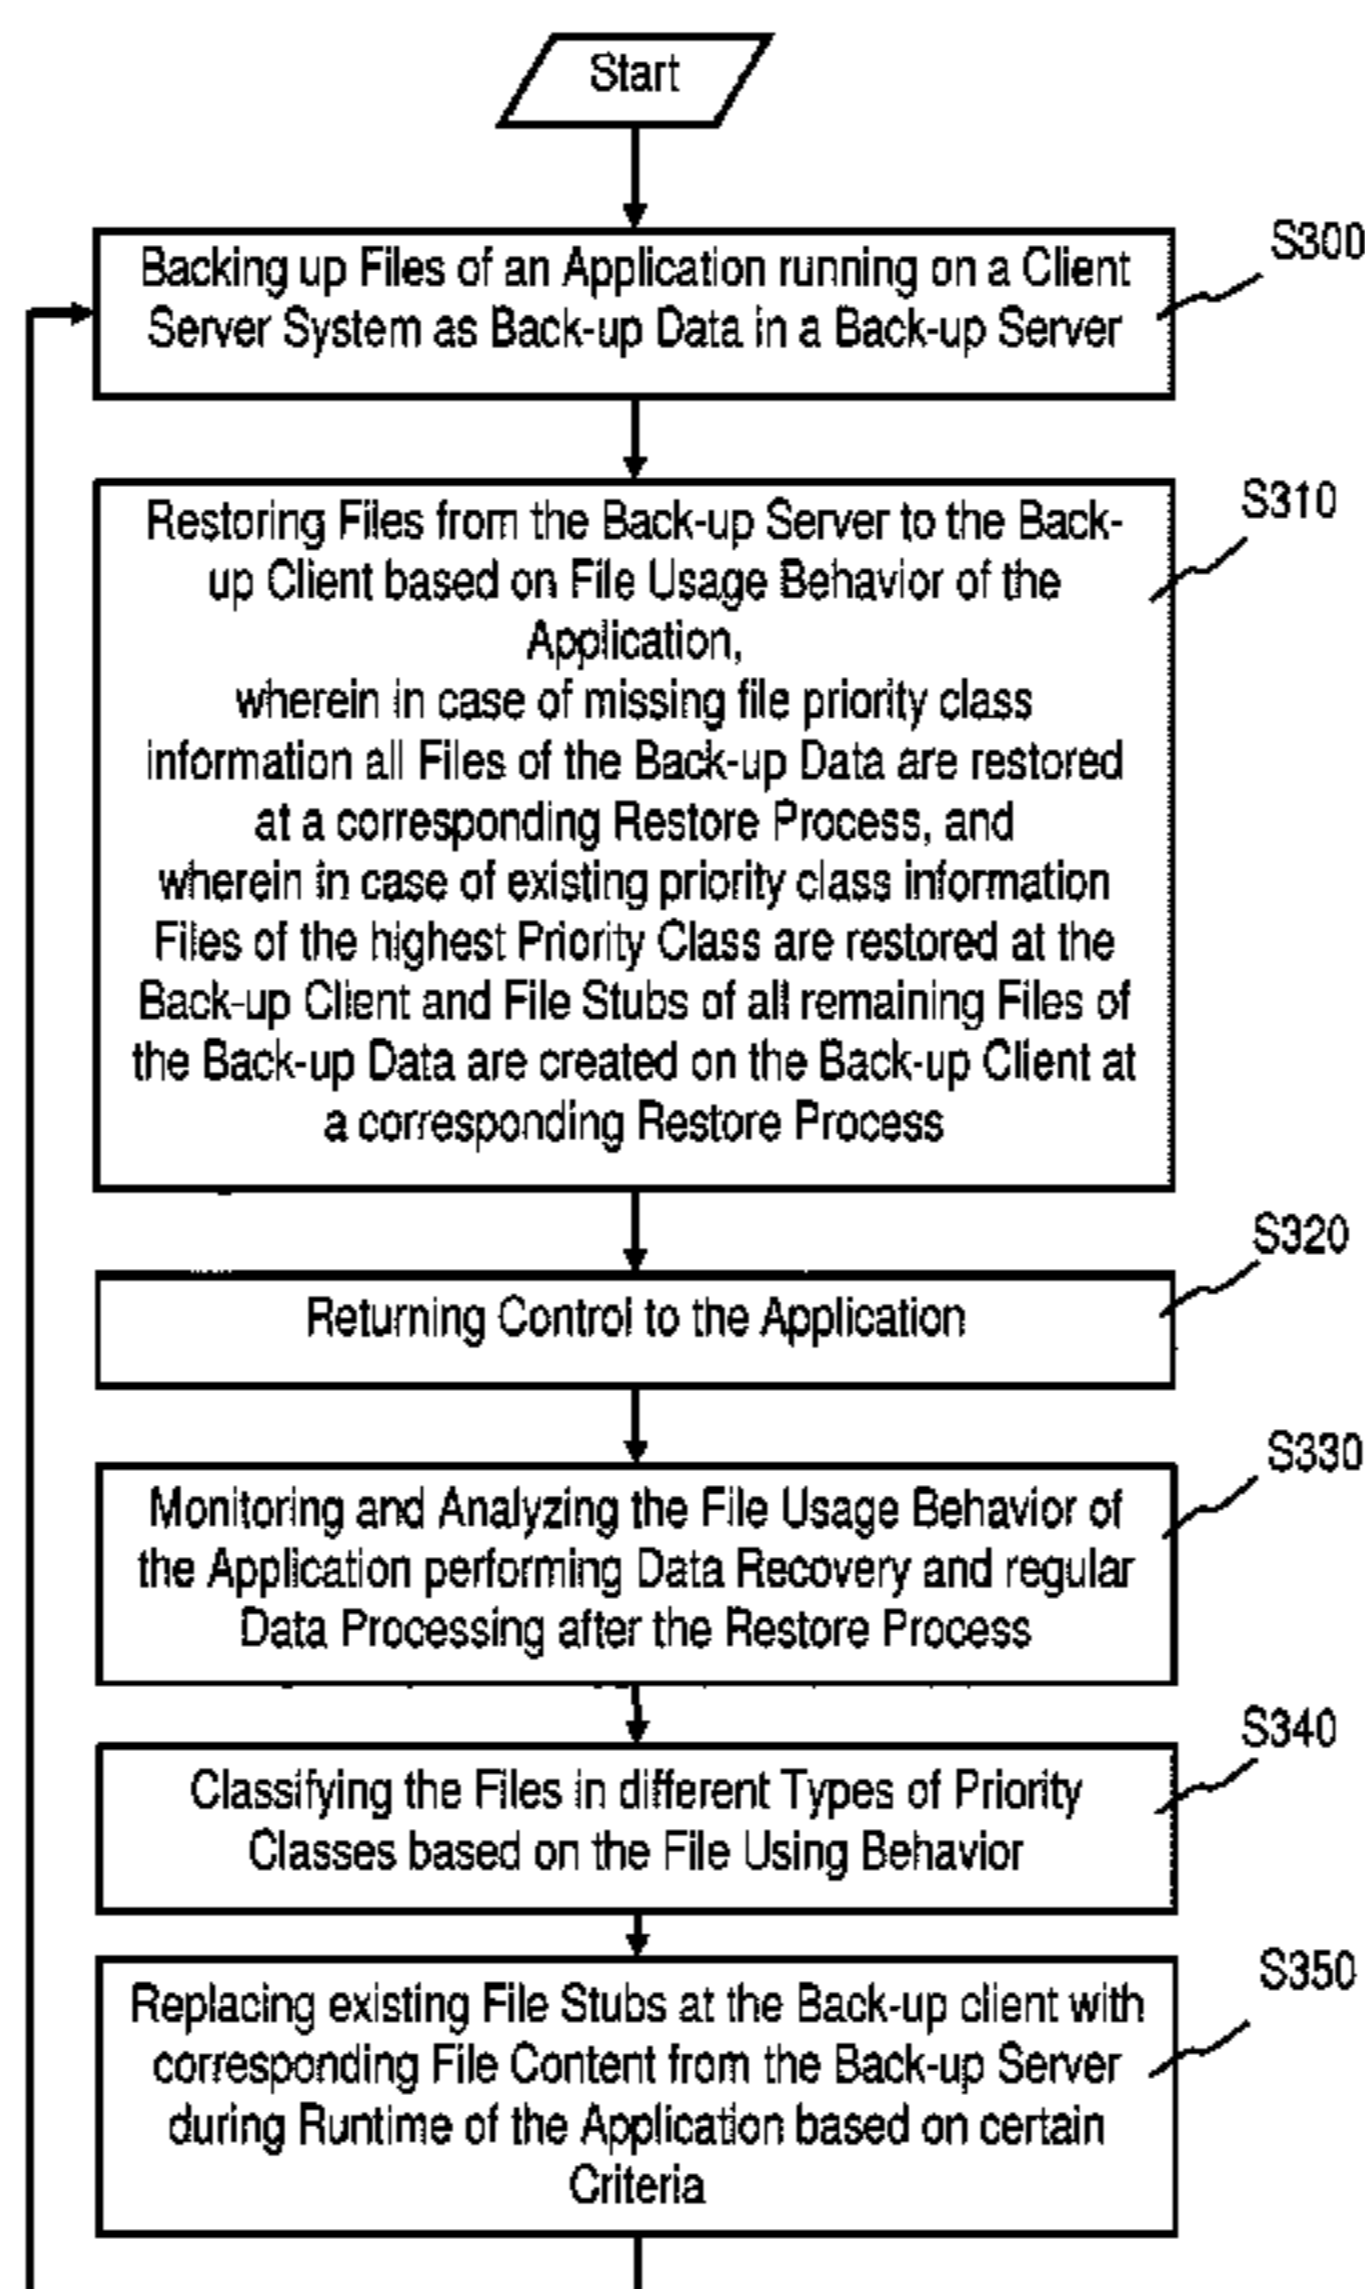 Start
S300
Backing up Files of an Application running on a Client
Server System as Back-up Data in a Back-up Server
S310
Restoring Files from the Back-up Server to the Back-
up Client based on File Usage Behavior of the
Application,
wherein in case of missing file priority class
information all Files of the Back-up Data are restored
at a corresponding Restore Process, and
wherein in case of existing priority class information
Files of the highest Priority Class are restored at the
Back-up Client and File Stubs of all remaining Files of
the Back-up Data are created on the Back-up Client at
a corresponding Restore Process
S320
Returning Control to the Application
S330
Monitoring and Analyzing the File Usage Behavior of
the Application performing Data Recovery and regular
Data Processing after the Restore Process
S340
Classifying the Files in different Types of Priority
Classes based on the File Using Behavior
S350
Replacing existing File Stubs at the Back-up client with
corresponding File Content from the Back-up Server
during Runtime of the Application based on certain
Criteria